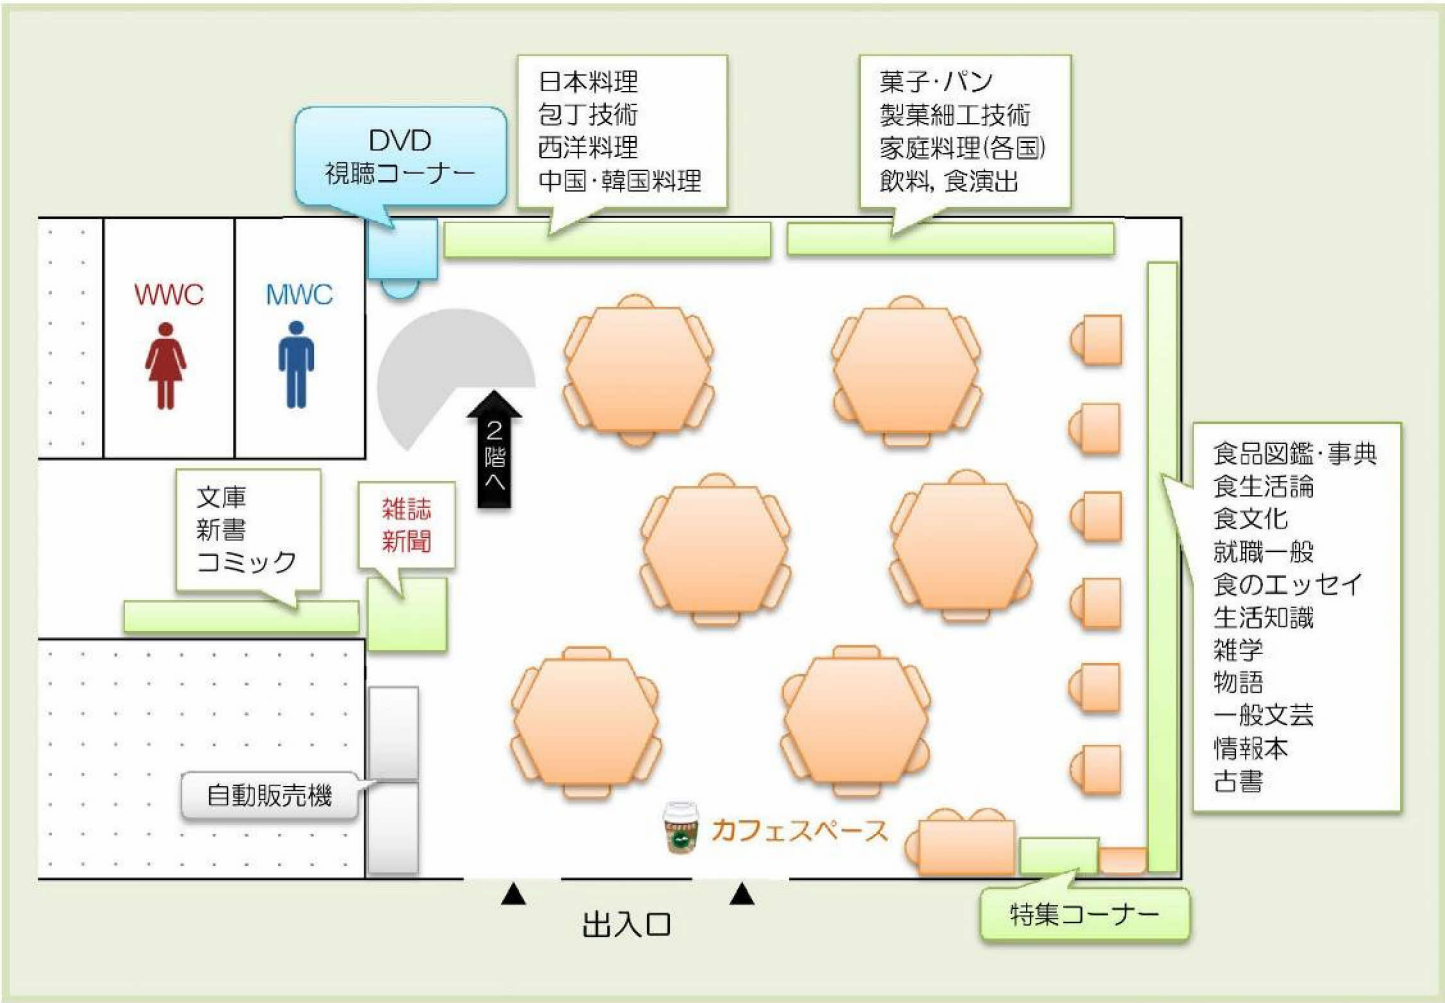 日本料理
包丁技術
西洋料理
中国・韓国料理
菓子・パン
製菓細工技術
家庭料理(各国)
飲料, 食演出
DVD
視聴コーナー
WWC
MWC
2階へ
文庫
新書
コミック
雑誌
新聞
食品図鑑・事典
食生活論
食文化
就職一般
食のエッセイ
生活知識
雑学
物語
一般文芸
情報本
古書
自動販売機
カフェスペース
特集コーナー
出入口